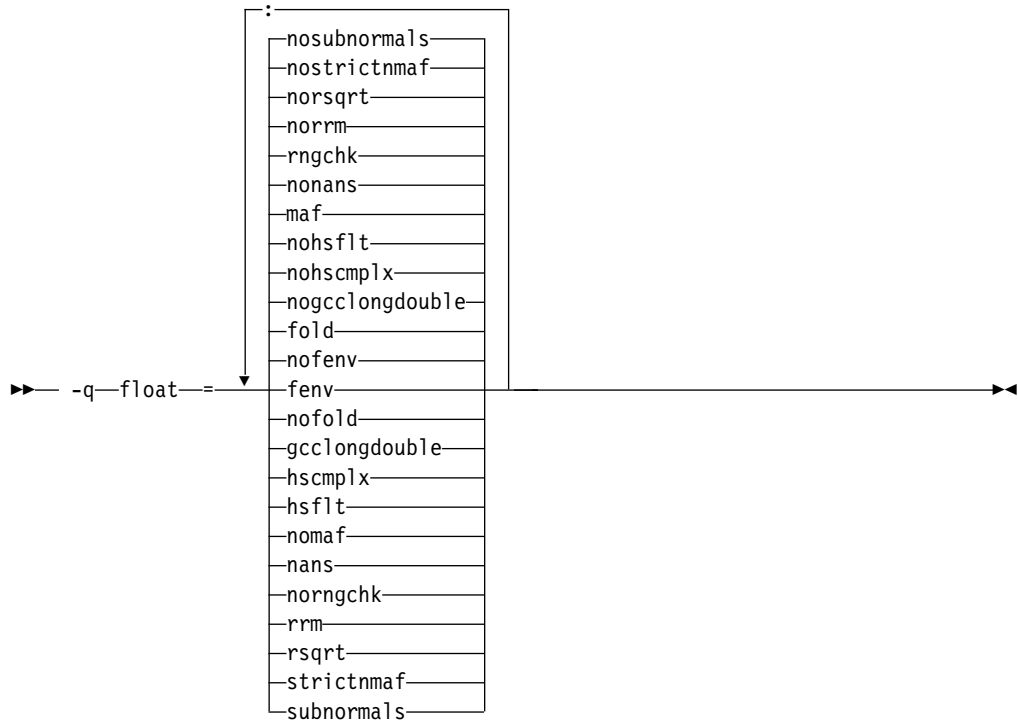 :
nosubnormals
nostrictnmaf
norsqrt
norrm
rngchk
nonans
maf
nohsflt
nohscmplx
nogcclongdouble
fold
nofenv
-q float = fenv
nofold
gcclongdouble
hscmplx
hsflt
nomaf
nans
norngchk
rrm
rsqrt
strictnmaf
subnormals